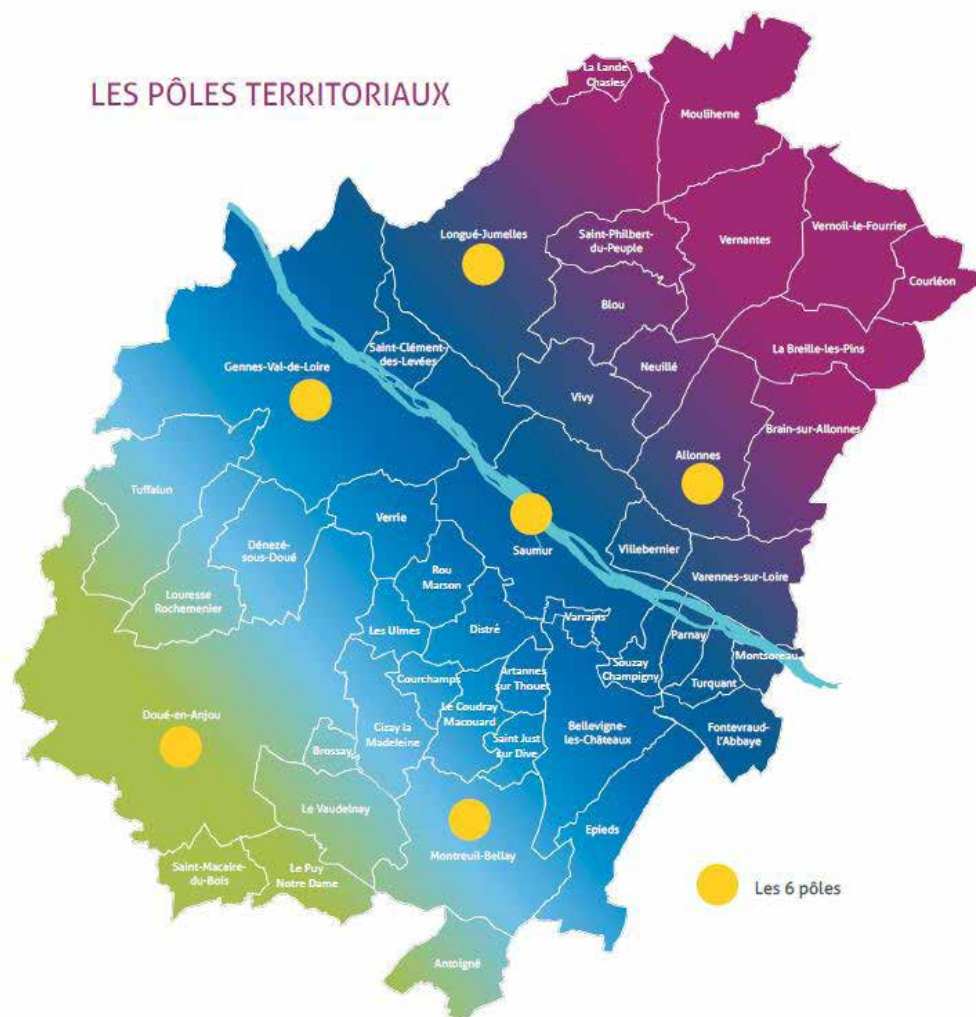 LES PÔLES TERRITORIAUX
La Lande
Chasles
Mouliherne
Longué-Jumelles
Saint-Philbert-
du-Peuple
Vernantes
Vernoil-le-Fourrier
Courléon
Blou
La Breille-les-Pins
Saint-Clément-
des-Levées
Neuillé
Gennes-Val-de-Loire
Vivy
Brain-sur-Allonnes
Allonnes
Tuffalun
Verrie
Dénezé-
sous-Doué
Saumur
Villebernier
Rou
Marson
Varennes-sur-Loire
Louresse
Rochemenier
Les Ulmes
Distré
Varrains
Parnay
Montsoreau
Souzay
Champigny
Turquant
Courchamps
Artannes
sur Thouet
Le Coudray
Macouard
Doué-en-Anjou
Cizay la
Madeleine
Bellevigne-
les-Châteaux
Fontevraud-
l'Abbaye
Brossay
Saint Just
sur Dive
Le Vaudelnay
Epieds
Montreuil-Bellay
Saint-Macaire-
du-Bois
Le Puy
Notre Dame
Les 6 pôles
Antoigné